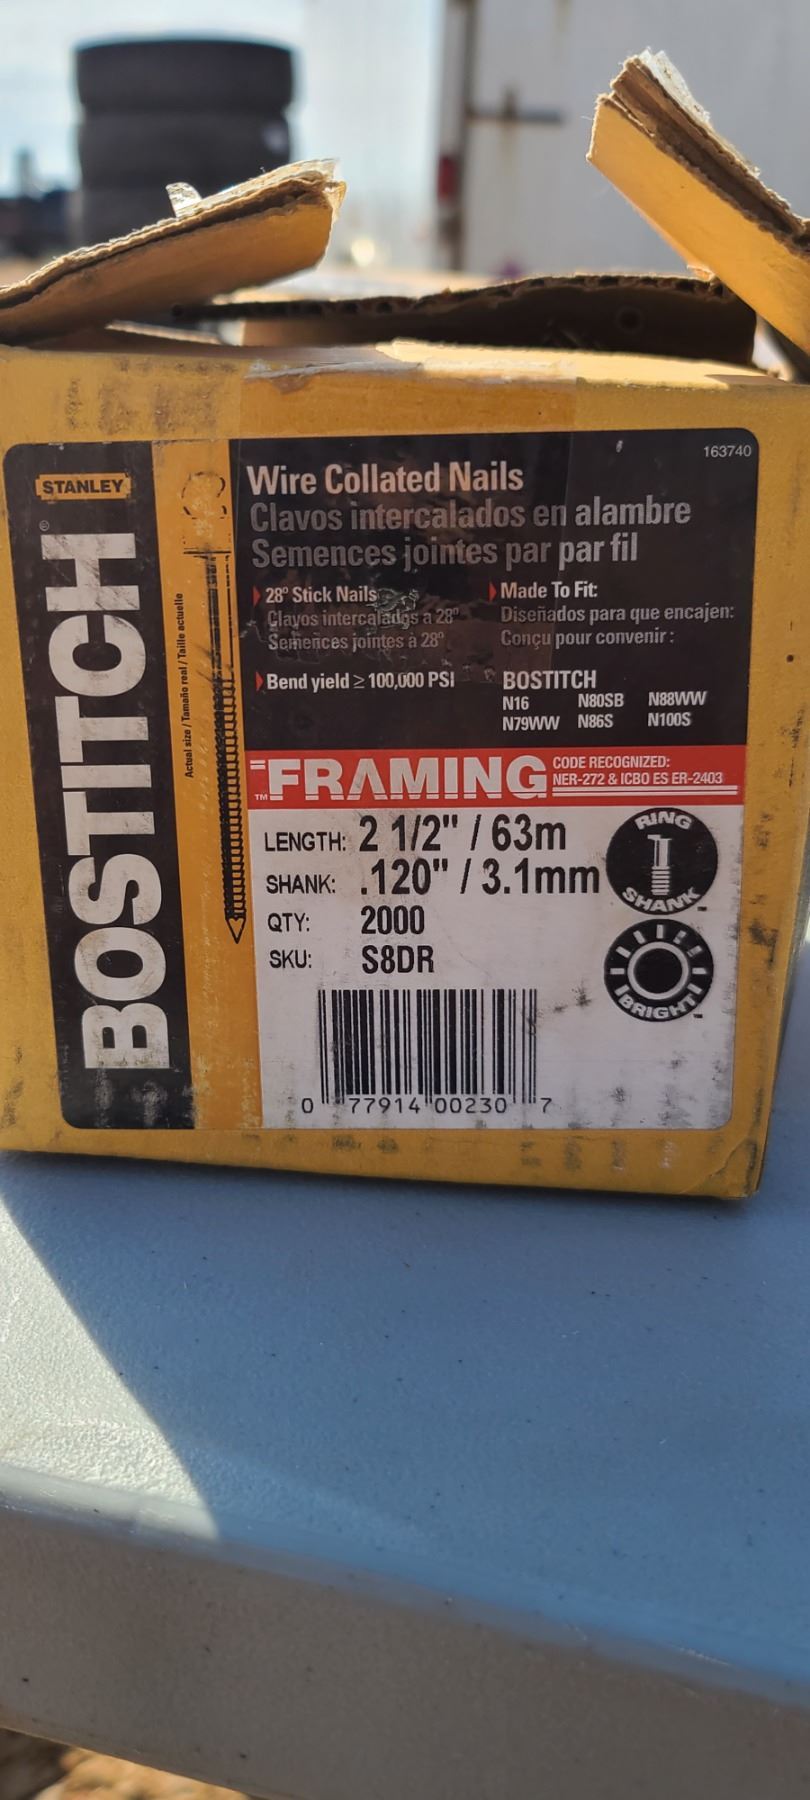 163740
STANLEY
BOSTITCH®
Actual size / Tamaño real / Taille actuelle
Wire Collated Nails
Clavos intercalados en alambre
Semences jointes par par fil
28° Stick Nails
Clavos intercalados a 28°
Semences jointes à 28°
Bend yield ≥ 100,000 PSI
Made To Fit:
Diseñados para que encajen:
Conçu pour convenir :
BOSTITCH
N16 N80SB N88WW
N79WW N86S N100S
FRAMING™
CODE RECOGNIZED:
NER-272 & ICBO ES ER-2403
LENGTH: 2 1/2" / 63m
SHANK: .120" / 3.1mm
QTY: 2000
SKU: S8DR
RING
SHANK™
BRIGHT™
0 77914 00230 7